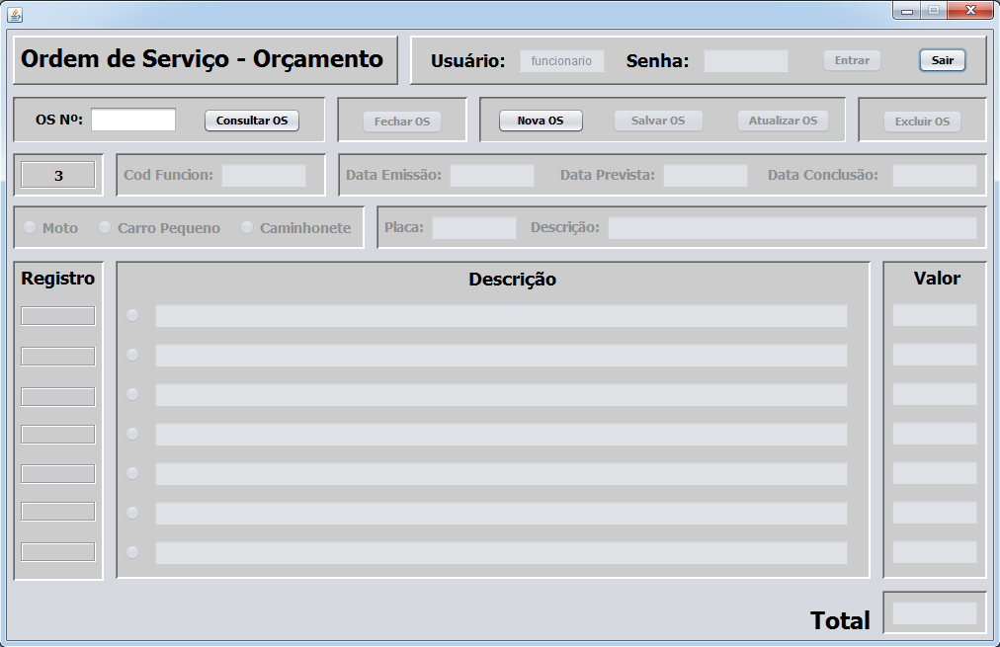 Ordem de Serviço - Orçamento
Usuário: funcionario Senha: Entrar Sair
OS Nº: Consultar OS Fechar OS Nova OS Salvar OS Atualizar OS Excluir OS
3 Cod Funcion: Data Emissão: Data Prevista: Data Conclusão:
Moto Carro Pequeno Caminhonete Placa: Descrição:
Registro Descrição Valor
Total